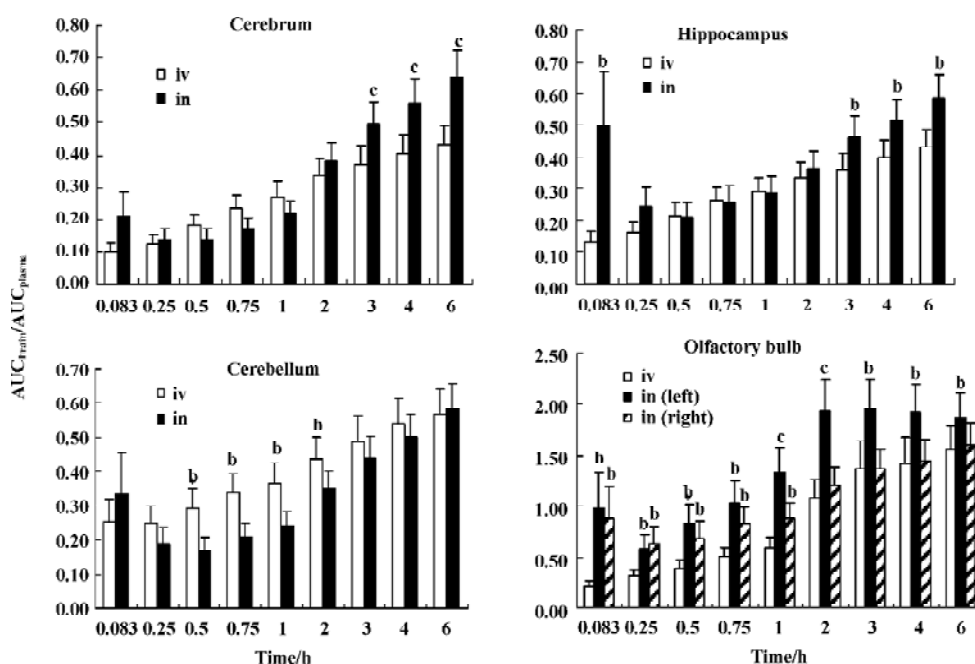 Cerebrum
0.80
0.70
0.60
0.50
0.40
0.30
0.20
0.10
0.00
iv
in
c
c
c
0.083 0.25 0.5 0.75 1 2 3 4 6
Hippocampus
0.80
0.70
0.60
0.50
0.40
0.30
0.20
0.10
0.00
iv
in
b
b
b
b
0.083 0.25 0.5 0.75 1 2 3 4 6
AUCbrain/AUCplasma
Cerebellum
0.70
0.60
0.50
0.40
0.30
0.20
0.10
0.00
iv
in
b
b
b
h
0.083 0.25 0.5 0.75 1 2 3 4 6
Time/h
Olfactory bulb
2.50
2.00
1.50
1.00
0.50
0.00
iv
in (left)
in (right)
h
b
b
b
b
b
b
b
c
b
c
b
b
b
0.083 0.25 0.5 0.75 1 2 3 4 6
Time/h